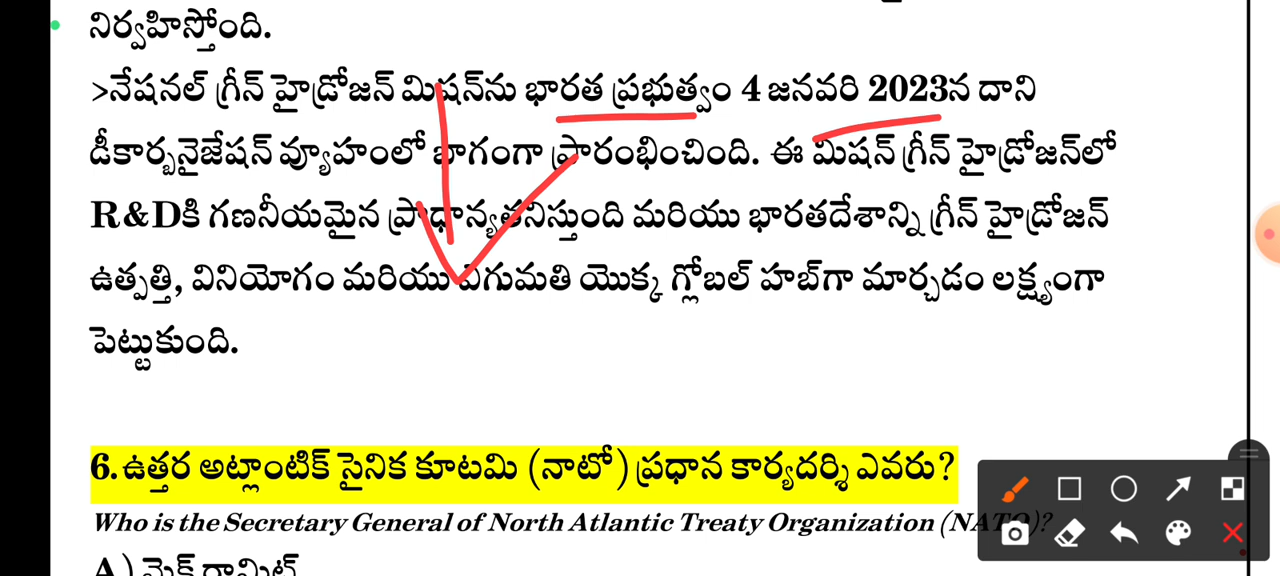 నిర్వహిస్తోంది.
>నేషనల్ గ్రీన్ హైడ్రోజన్ మిషన్‌ను భారత ప్రభుత్వం 4 జనవరి 2023న దాని
డీకార్బనైజేషన్ వ్యూహంలో భాగంగా ప్రారంభించింది. ఈ మిషన్ గ్రీన్ హైడ్రోజన్‌లో
R&Dకి గణనీయమైన ప్రాధాన్యతనిస్తుంది మరియు భారతదేశాన్ని గ్రీన్ హైడ్రోజన్
ఉత్పత్తి, వినియోగం మరియు ఎగుమతి యొక్క గ్లోబల్ హబ్‌గా మార్చడం లక్ష్యంగా
పెట్టుకుంది.
6.ఉత్తర అట్లాంటిక్ సైనిక కూటమి (నాటో) ప్రధాన కార్యదర్శి ఎవరు?
Who is the Secretary General of North Atlantic Treaty Organization (NATO)?
A)